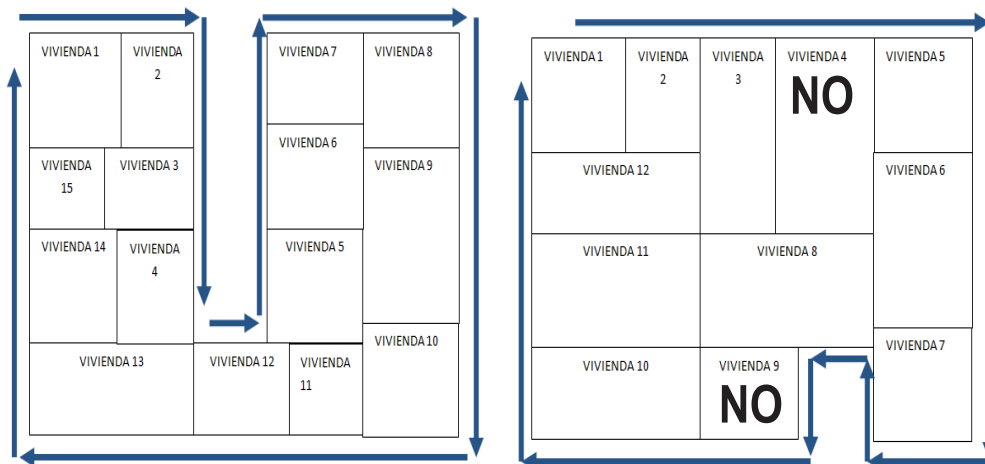 VIVIENDA 1
VIVIENDA
2
VIVIENDA 7
VIVIENDA 8
VIVIENDA 6
VIVIENDA
15
VIVIENDA 3
VIVIENDA 9
VIVIENDA 14
VIVIENDA
4
VIVIENDA 5
VIVIENDA 10
VIVIENDA 13
VIVIENDA 12
VIVIENDA
11
VIVIENDA 1
VIVIENDA
2
VIVIENDA
3
VIVIENDA 4
NO
VIVIENDA 5
VIVIENDA 12
VIVIENDA 6
VIVIENDA 11
VIVIENDA 8
VIVIENDA 7
VIVIENDA 10
VIVIENDA 9
NO